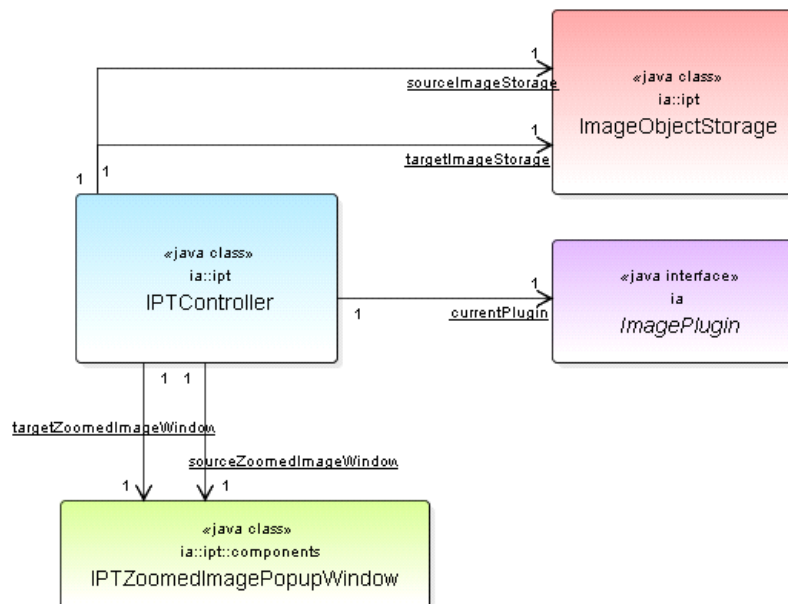 1
«java class»
sourceImageStorage
ia::ipt
ImageObjectStorage
1
targetImageStorage
1
1
«java class»
ia::ipt
IPTController
1
«java interface»
1
currentPlugin
ia
ImagePlugin
1
1
targetZoomedImageWindow
sourceZoomedImageWindow
1
1
«java class»
ia::ipt::components
IPTZoomedImagePopupWindow